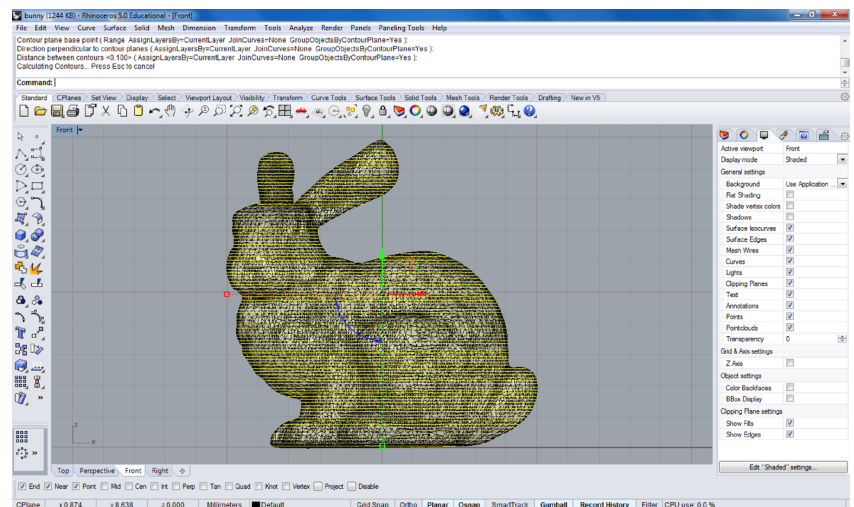 bunny (1244 KB) - Rhinoceros 5.0 Educational - [Front]
File Edit View Curve Surface Solid Mesh Dimension Transform Tools Analyze Render Panels Paneling Tools Help
Contour plane base point ( Range AssignLayersBy=CurrentLayer JoinCurves=None GroupObjectsByContourPlane=Yes ):
Direction perpendicular to contour planes ( AssignLayersBy=CurrentLayer JoinCurves=None GroupObjectsByContourPlane=Yes ):
Distance between contours <0.100> ( AssignLayersBy=CurrentLayer JoinCurves=None GroupObjectsByContourPlane=Yes ):
Calculating Contours... Press Esc to cancel
Command:
Standard CPlanes Set View Display Select Viewport Layout Visibility Transform Curve Tools Surface Tools Solid Tools Mesh Tools Render Tools Drafting New in V5
Front
Active viewport Front
Display mode Shaded
General settings
Background Use Application ...
Flat Shading
Shade vertex colors
Shadows
Surface Isocurves
Surface Edges
Mesh Wires
Curves
Lights
Clipping Planes
Text
Annotations
Points
Pointclouds
Transparency 0
Grid & Axis settings
Z Axis
Object settings
Color Backfaces
BBox Display
Clipping Plane settings
Show Fills
Show Edges
Edit "Shaded" settings...
z
x
Top Perspective Front Right
End Near Point Mid Cen Int Perp Tan Quad Knot Vertex Project Disable
CPlane x 0.874 y 8.638 z 0.000 Millimeters Default Grid Snap Ortho Planar Osnap SmartTrack Gumball Record History Filter CPU use: 0.0 %